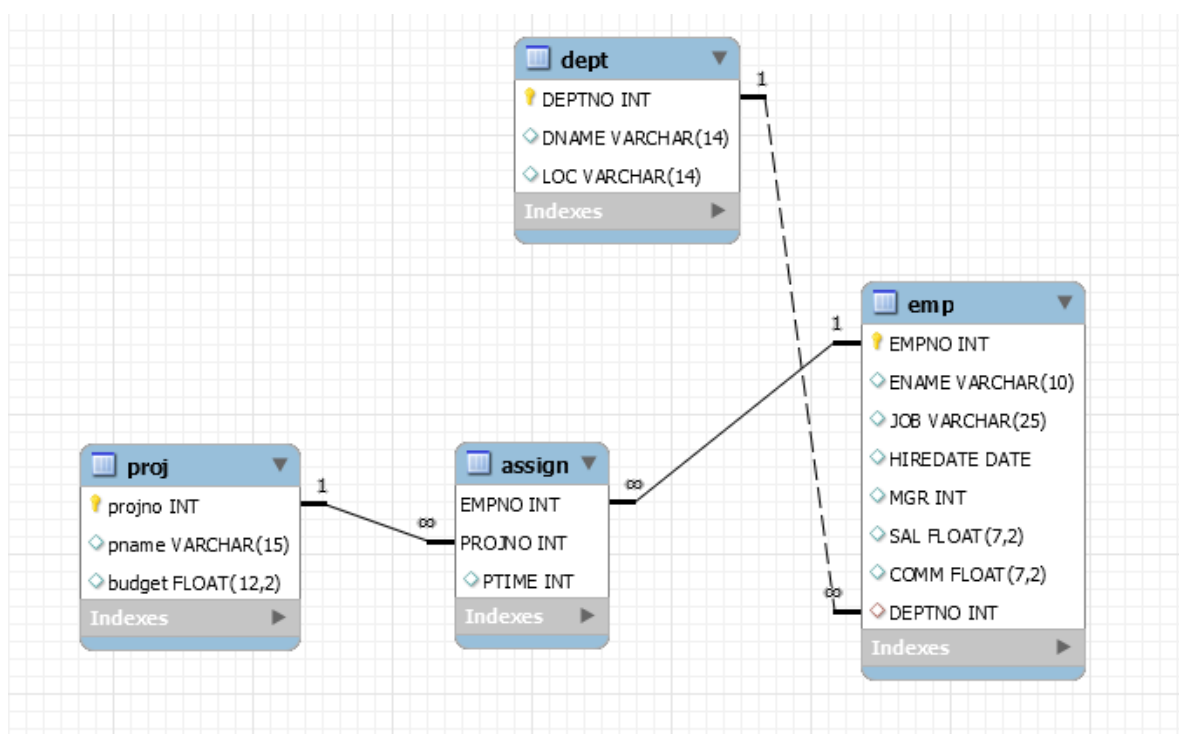 dept
1
DEPTNO INT
DNAME VARCHAR(14)
LOC VARCHAR(14)
Indexes
emp
1
EMPNO INT
ENAME VARCHAR(10)
JOB VARCHAR(25)
HIREDATE DATE
MGR INT
SAL FLOAT(7,2)
COMM FLOAT(7,2)
∞
DEPTNO INT
Indexes
proj
1
projno INT
pname VARCHAR(15)
budget FLOAT(12,2)
Indexes
assign
∞
EMPNO INT
∞
PROJNO INT
PTIME INT
Indexes